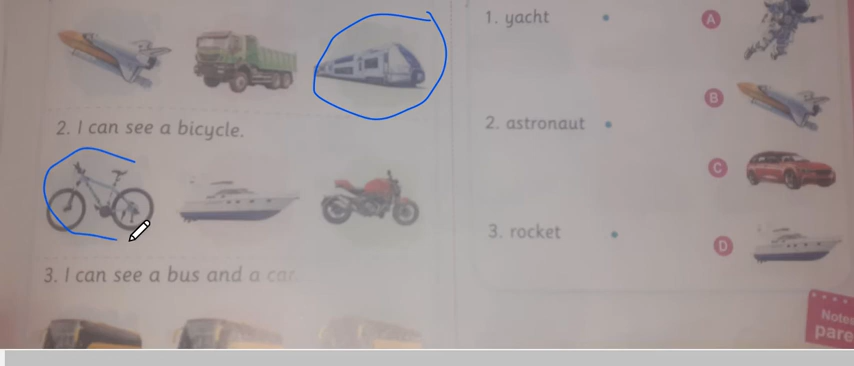 2. I can see a bicycle.
3. I can see a bus and a car.
1. yacht
2. astronaut
3. rocket
A
B
C
D